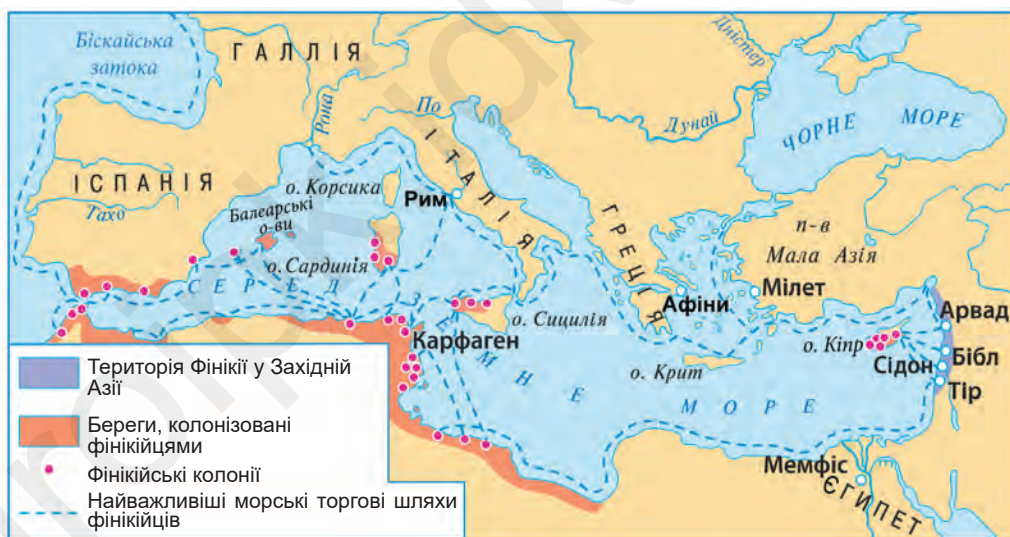 Біскайська
затока
ГАЛЛІЯ
Рона
По
ІТАЛІЯ
Дністер
Дунай
ЧОРНЕ МОРЕ
ІСПАНІЯ
Тахо
о. Корсика
Балеарські
о-ви
Рим
о. Сардинія
ГРЕЦІЯ
п-в
Мала Азія
Мілет
Афіни
Арвад
СЕРЕДЗЕМНЕ МОРЕ
Карфаген
о. Сицилія
о. Крит
о. Кіпр
Бібл
Сідон
Тір
Мемфіс
ЄГИПЕТ
Територія Фінікії у Західній
Азії
Береги, колонізовані
фінікійцями
Фінікійські колонії
Найважливіші морські торгові шляхи
фінікійців